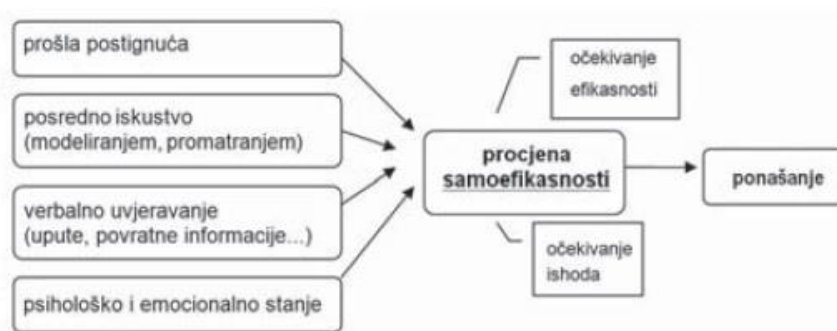 prošla postignuća
posredno iskustvo
(modeliranjem, promatranjem)
verbalno uvjeravanje
(upute, povratne informacije...)
psihološko i emocionalno stanje
očekivanje
efikasnosti
procjena
samoefikasnosti
očekivanje
ishoda
ponašanje